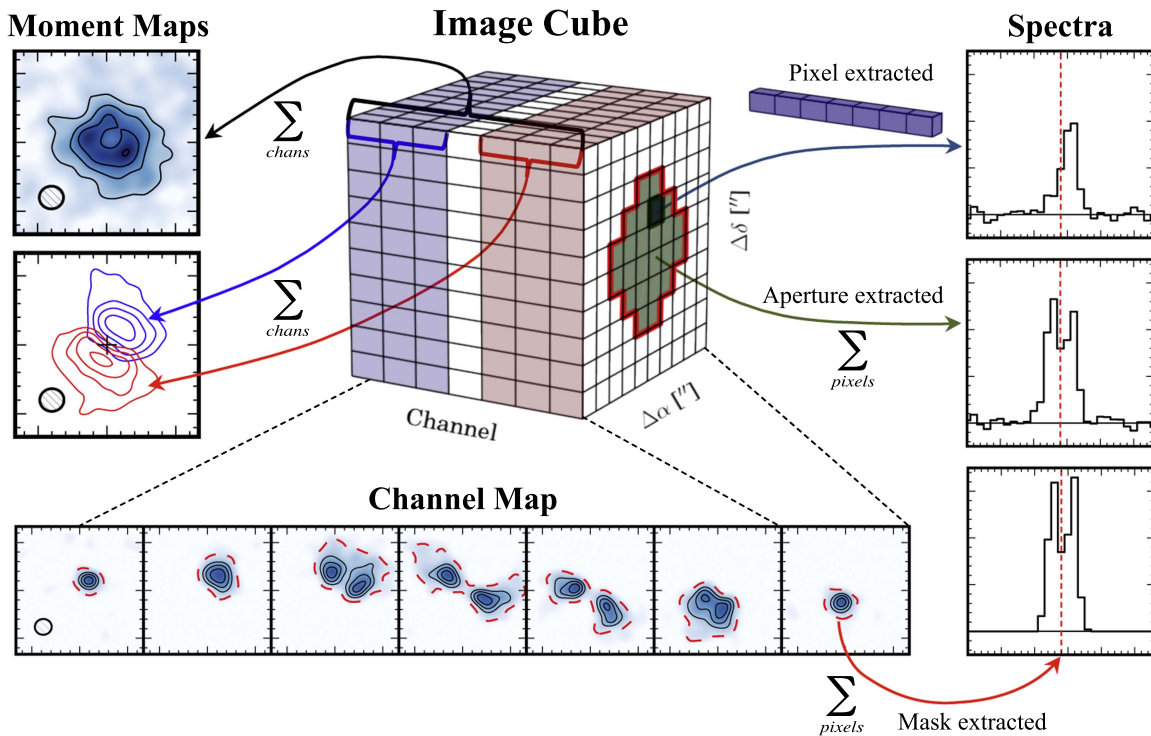 Moment Maps
Image Cube
Spectra
Pixel extracted
∑
chans
∑
chans
Δδ [″]
Aperture extracted
∑
pixels
Δα [″]
Channel
Channel Map
∑
pixels
Mask extracted